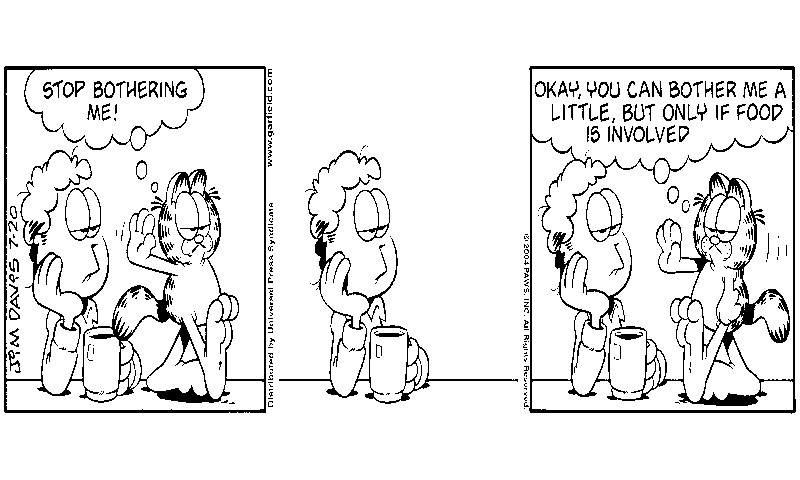 STOP BOTHERING
ME!
JIM DAVIS 7-20
www.garfield.com
Distributed by Universal Press Syndicate
OKAY, YOU CAN BOTHER ME A
LITTLE, BUT ONLY IF FOOD
IS INVOLVED
© 2004 PAWS, INC. All Rights Reserved.